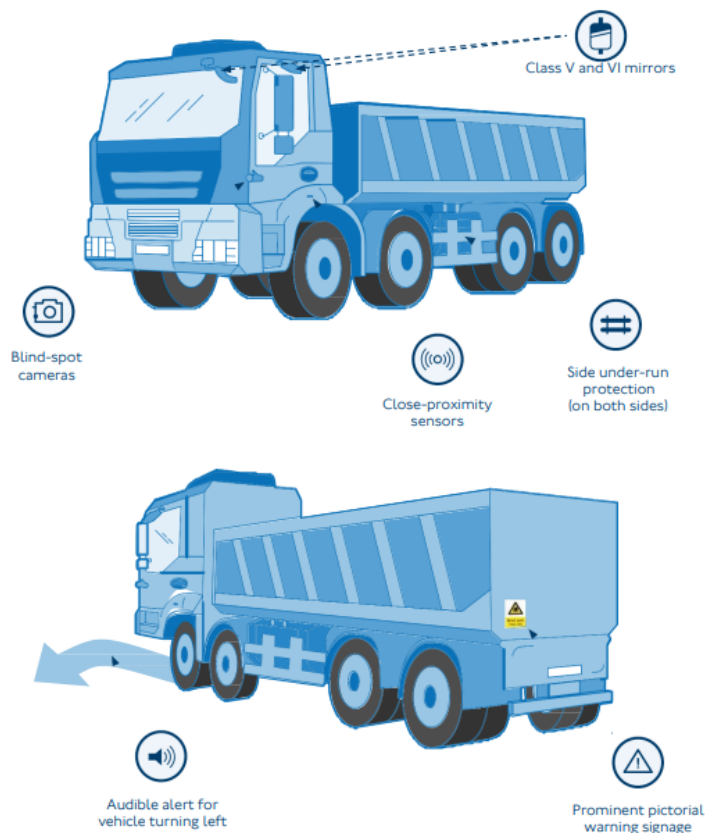 Class V and VI mirrors
Blind-spot
cameras
Close-proximity
sensors
Side under-run
protection
(on both sides)
Audible alert for
vehicle turning left
Prominent pictorial
warning signage